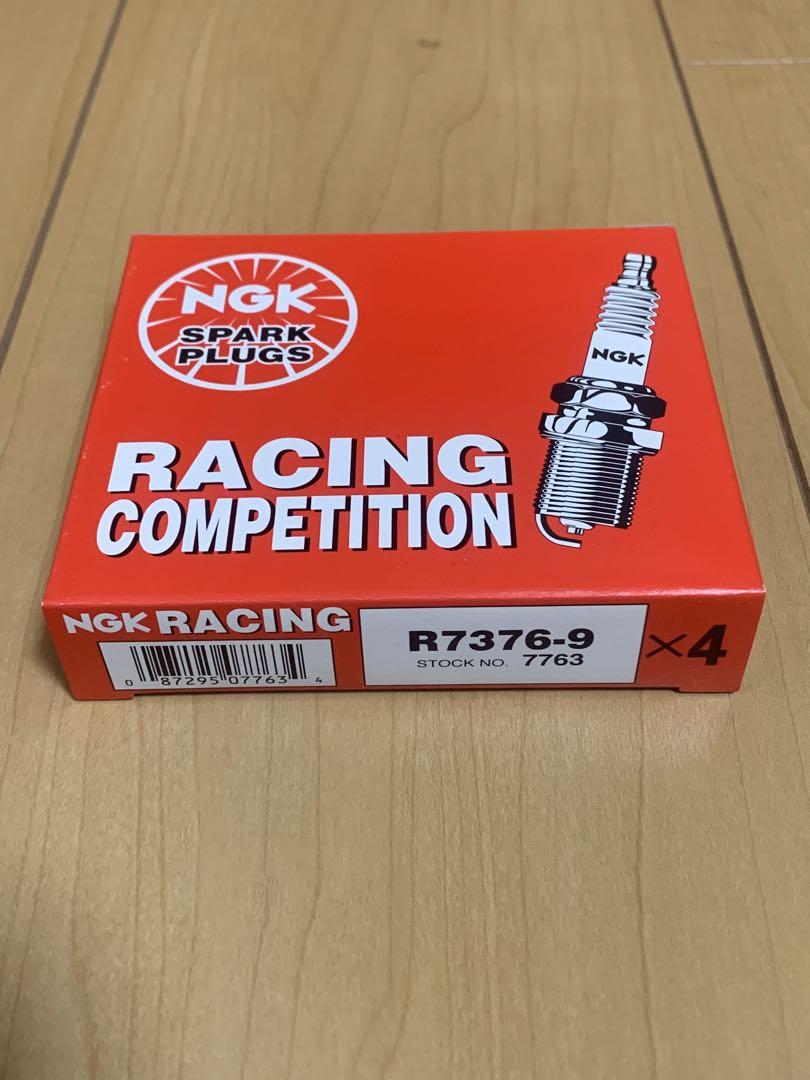 NGK
SPARK
PLUGS
NGK
RACING
COMPETITION
NGK RACING
R7376-9
STOCK NO. 7763
×4
0 87295 07763 4